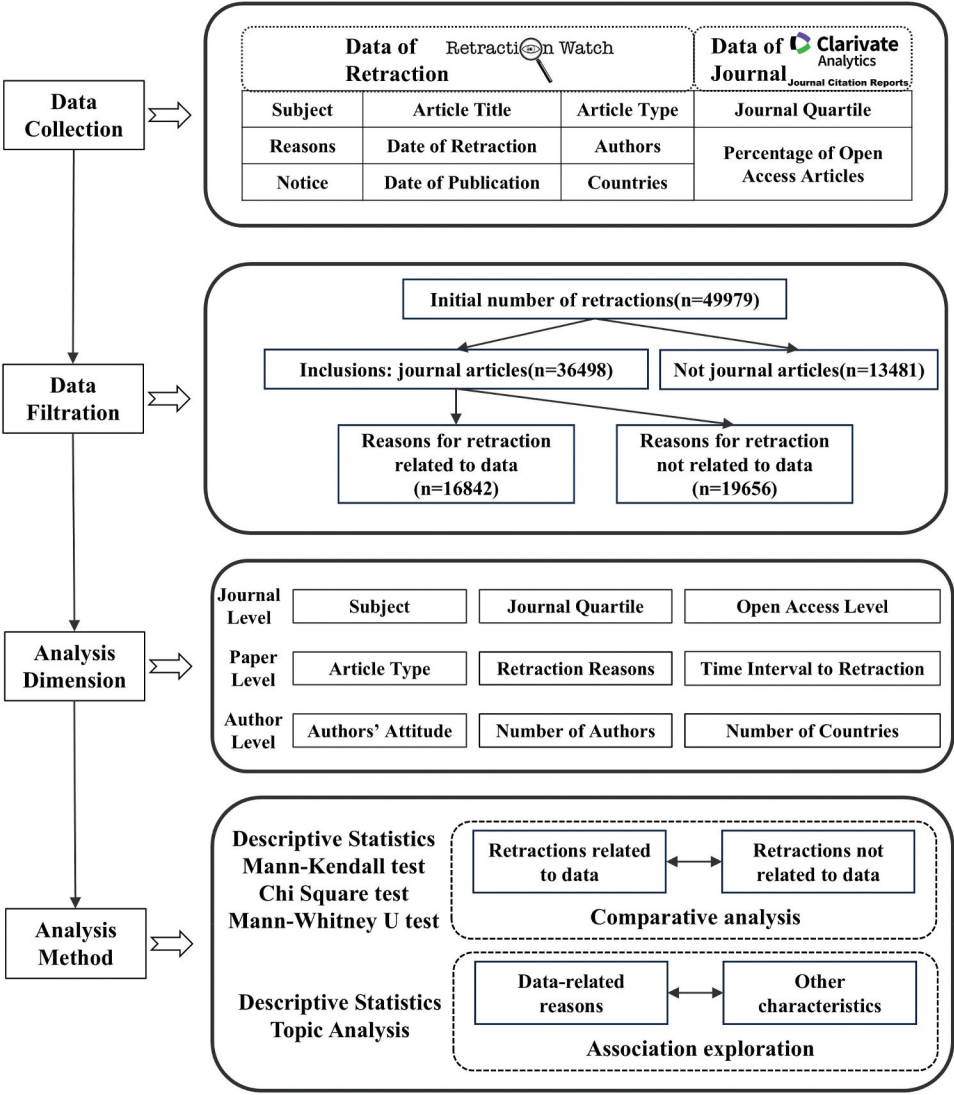 Data
Collection
Data of
Retraction
Retraction Watch
Data of
Journal
Clarivate
Analytics
Journal Citation Reports
Subject
Article Title
Article Type
Journal Quartile
Reasons
Date of Retraction
Authors
Percentage of Open
Access Articles
Notice
Date of Publication
Countries
Data
Filtration
Initial number of retractions(n=49979)
Inclusions: journal articles(n=36498)
Not journal articles(n=13481)
Reasons for retraction
related to data
(n=16842)
Reasons for retraction
not related to data
(n=19656)
Analysis
Dimension
Journal
Level
Subject
Journal Quartile
Open Access Level
Paper
Level
Article Type
Retraction Reasons
Time Interval to Retraction
Author
Level
Authors’ Attitude
Number of Authors
Number of Countries
Analysis
Method
Descriptive Statistics
Mann-Kendall test
Chi Square test
Mann-Whitney U test
Retractions related
to data
Retractions not
related to data
Comparative analysis
Descriptive Statistics
Topic Analysis
Data-related
reasons
Other
characteristics
Association exploration